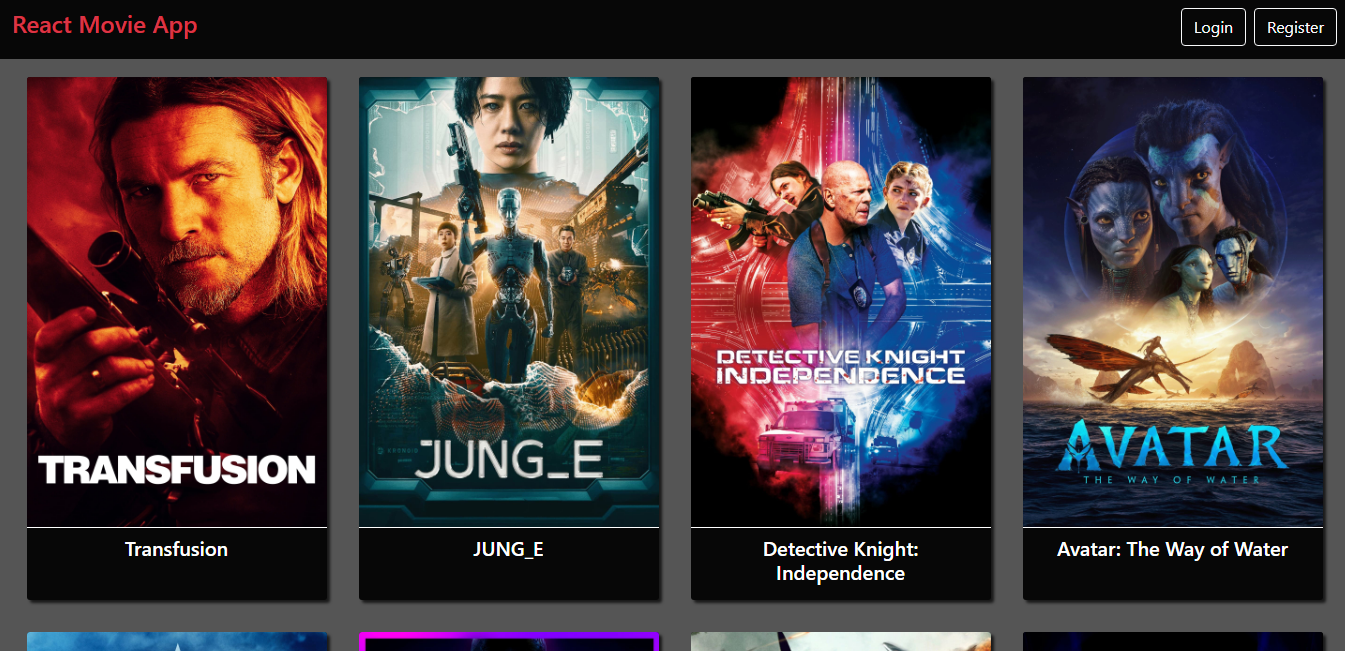 React Movie App
Login
Register
TRANSFUSION
JUNG_E
DETECTIVE KNIGHT
INDEPENDENCE
AVATAR
THE WAY OF WATER
Transfusion
JUNG_E
Detective Knight:
Independence
Avatar: The Way of Water